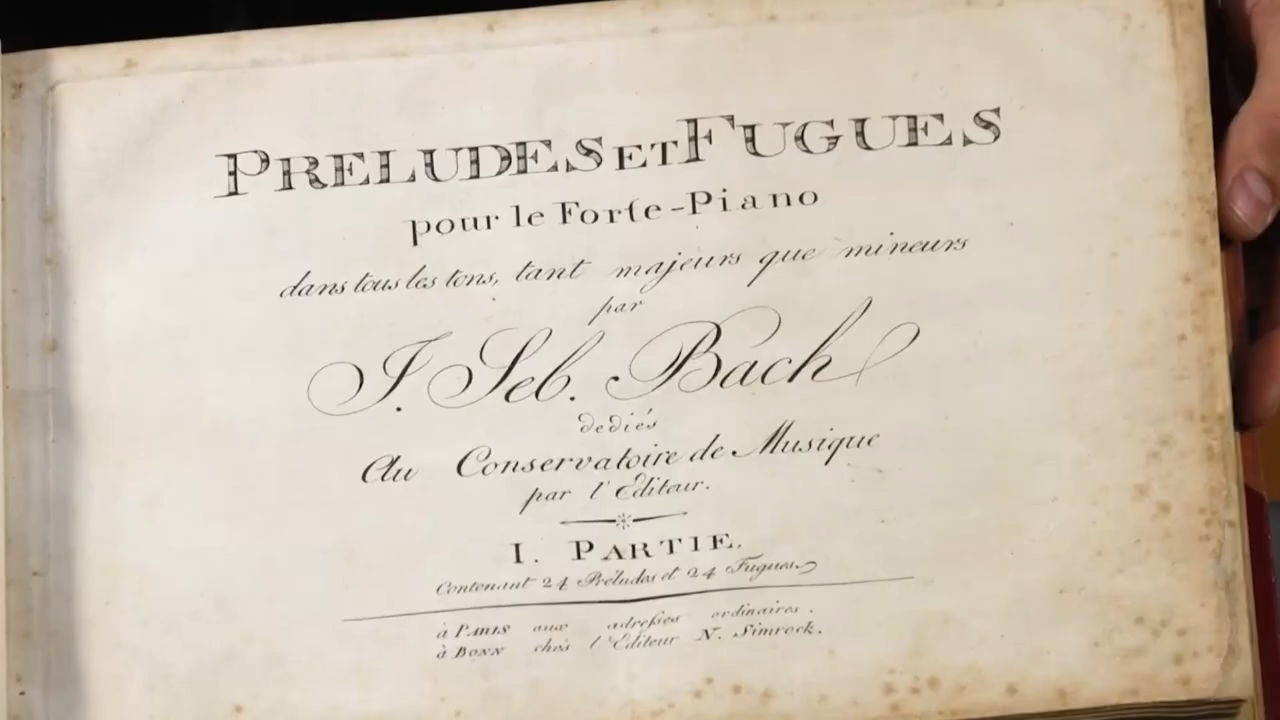 PRELUDES ET FUGUES
pour le Forte-Piano
dans tous les tons, tant majeurs que mineurs
par
J. Seb. Bach
dediés
Au Conservatoire de Musique
par l'Editeur.
I. PARTIE.
Contenant 24 Préludes et 24 Fugues.
à PARIS aux adreſses ordinaires.
à BONN chés l'Editeur N. Simrock.